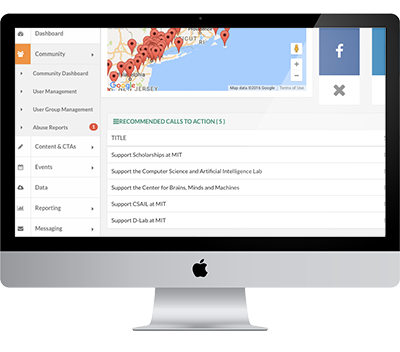 Dashboard
Community
Community Dashboard
User Management
User Group Management
Abuse Reports
Content & CTAs
Events
Data
Reporting
Messaging
Providence
NEW JERSEY
Google
Map data ©2016 Google
Terms of Use
+
−
f
RECOMMENDED CALLS TO ACTION ( 5 )
TITLE
Support Scholarships at MIT
Support the Computer Science and Artificial Intelligence Lab
Support the Center for Brains, Minds and Machines
Support CSAIL at MIT
Support D-Lab at MIT